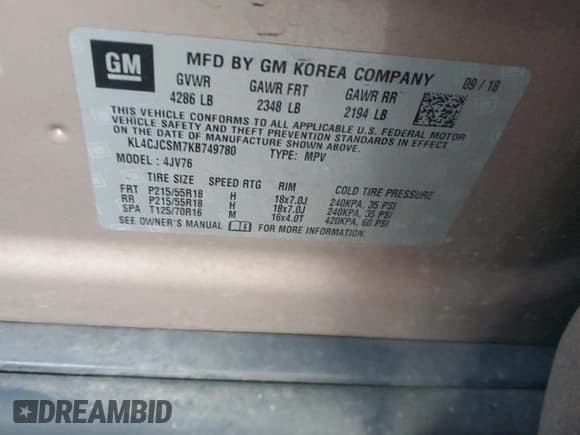 GM
MFD BY GM KOREA COMPANY 09 / 18
GVWR GAWR FRT GAWR RR
4286 LB 2348 LB 2194 LB
THIS VEHICLE CONFORMS TO ALL APPLICABLE U.S. FEDERAL MOTOR
VEHICLE SAFETY AND THEFT PREVENTION STANDARDS IN EFFECT ON
THE DATE OF MANUFACTURE SHOWN ABOVE.
KL4CJCSM7KB749780 TYPE: MPV
MODEL : 4JV76
TIRE SIZE SPEED RTG RIM COLD TIRE PRESSURE
FRT P215/55R18 H 18x7.0J 240KPA, 35 PSI
RR P215/55R18 H 18x7.0J 240KPA, 35 PSI
SPA T125/70R16 M 16x4.0T 420KPA, 60 PSI
SEE OWNER'S MANUAL FOR MORE INFORMATION.
DREAMBID